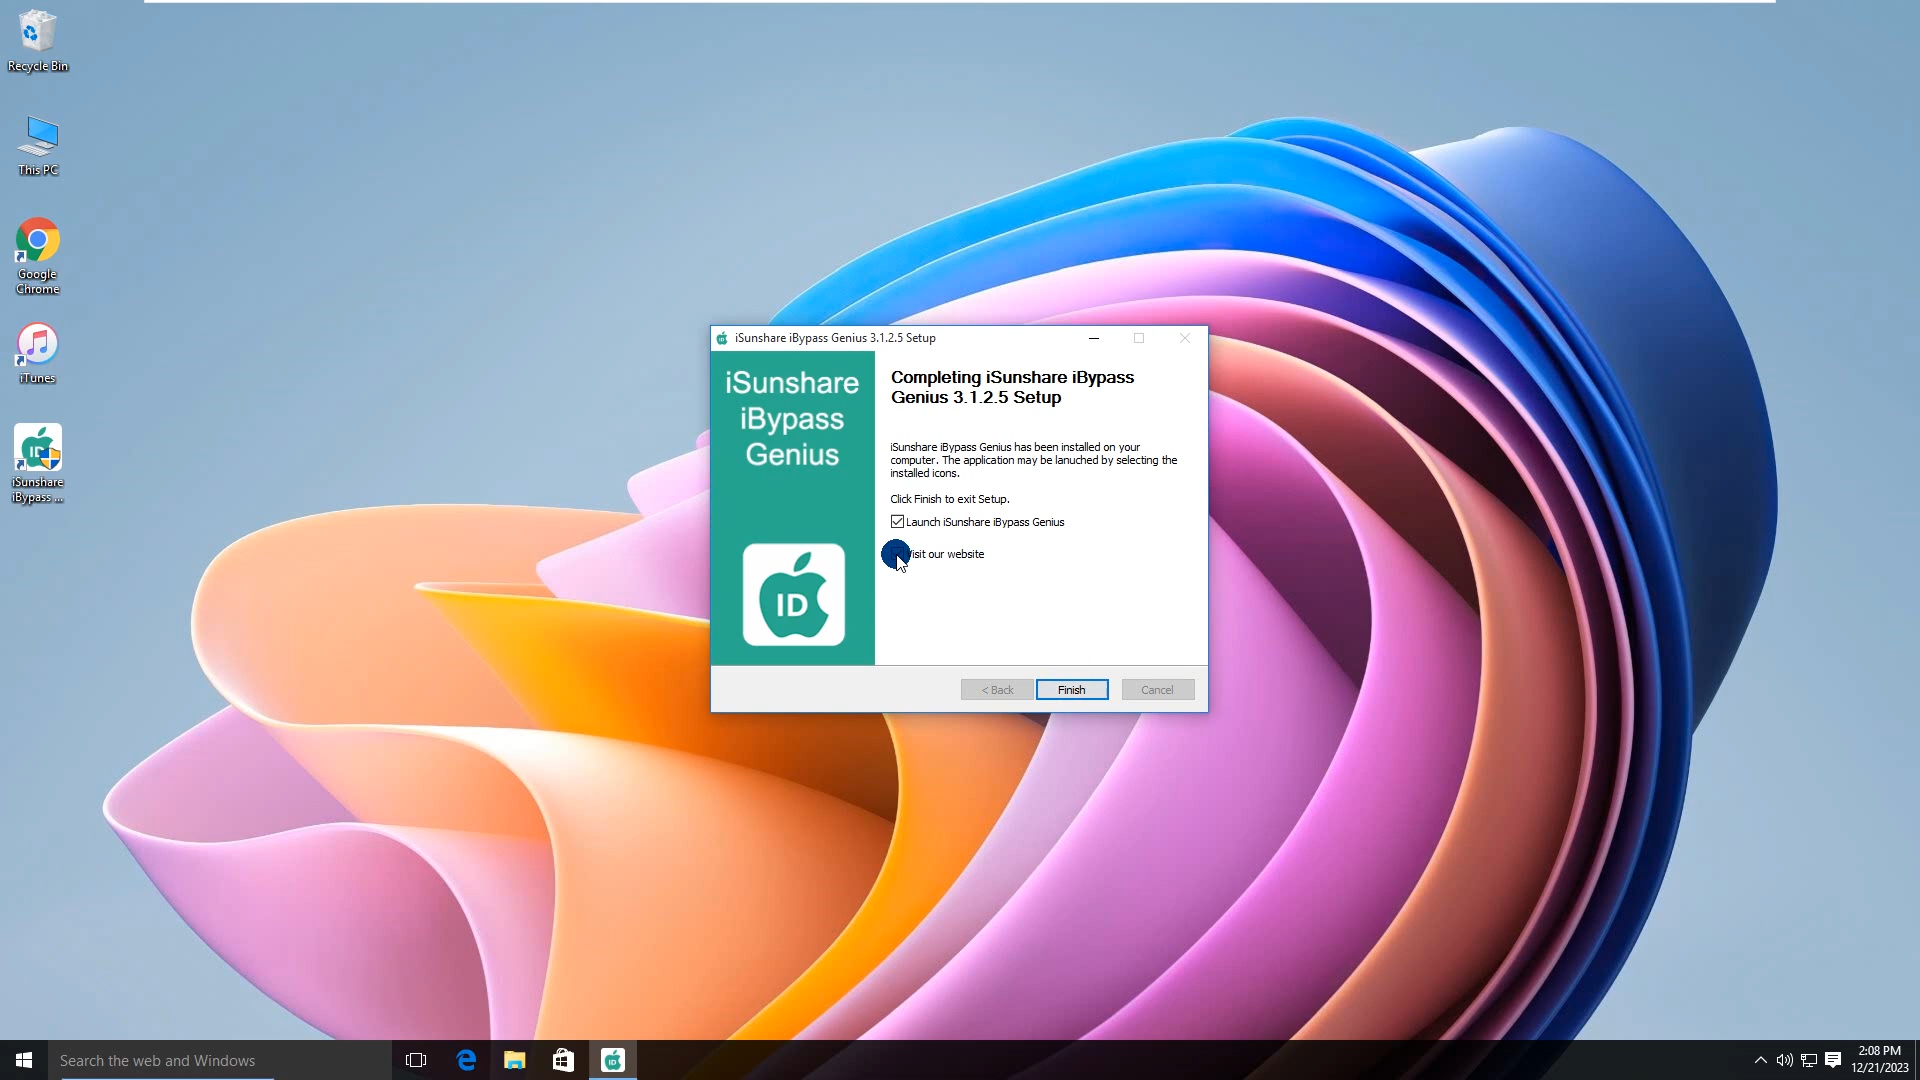 Recycle Bin
This PC
Google
Chrome
iTunes
iSunshare
iBypass ...
iSunshare iBypass Genius 3.1.2.5 Setup
iSunshare
iBypass
Genius
ID
Completing iSunshare iBypass
Genius 3.1.2.5 Setup
iSunshare iBypass Genius has been installed on your
computer. The application may be lanuched by selecting the
installed icons.
Click Finish to exit Setup.
Launch iSunshare iBypass Genius
Visit our website
< Back
Finish
Cancel
Search the web and Windows
2:08 PM
12/21/2023